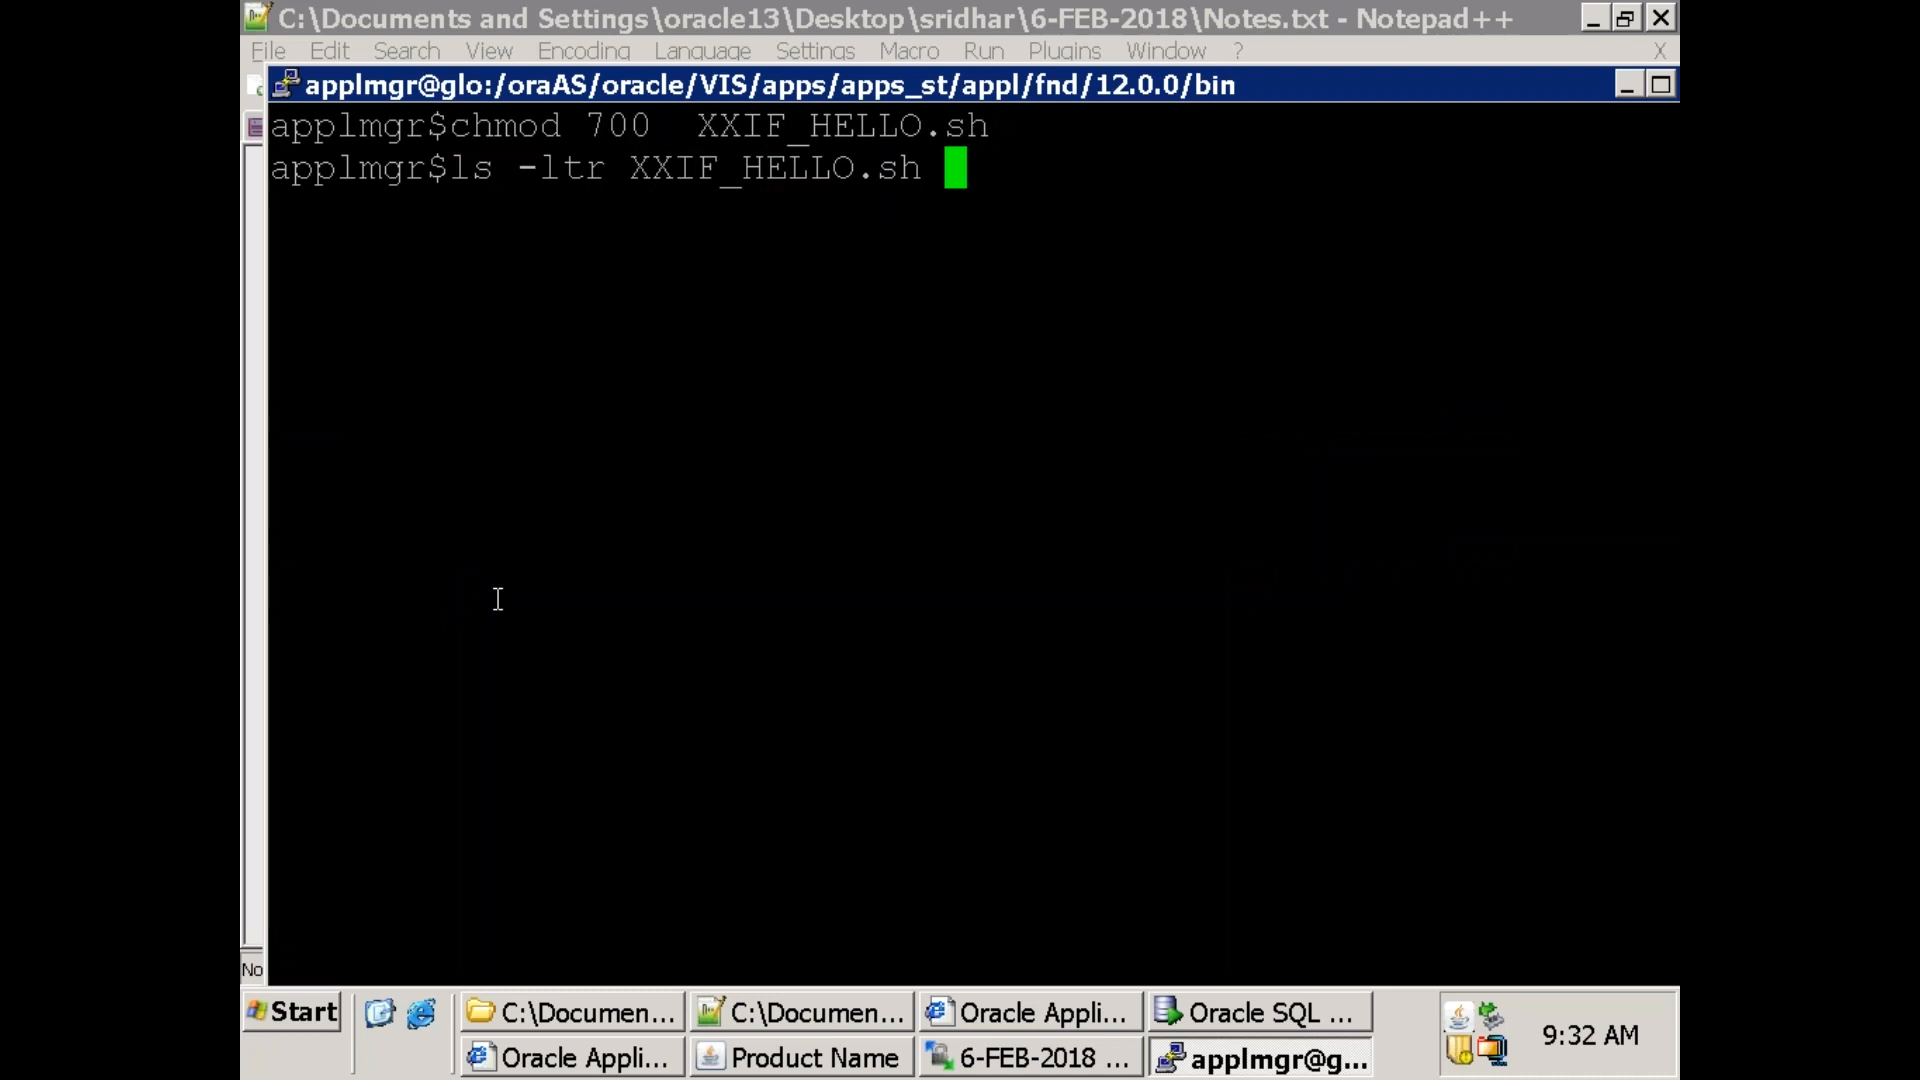 C:\Documents and Settings\oracle13\Desktop\sridhar\6-FEB-2018\Notes.txt - Notepad++
File Edit Search View Encoding Language Settings Macro Run Plugins Window ? X
applmgr@glo:/oraAS/oracle/VIS/apps/apps_st/appl/fnd/12.0.0/bin
applmgr$chmod 700  XXIF_HELLO.sh
applmgr$ls -ltr XXIF_HELLO.sh
No
Start C:\Documen... C:\Documen... Oracle Appli... Oracle SQL ...
Oracle Appli... Product Name 6-FEB-2018 ... applmgr@g...
9:32 AM